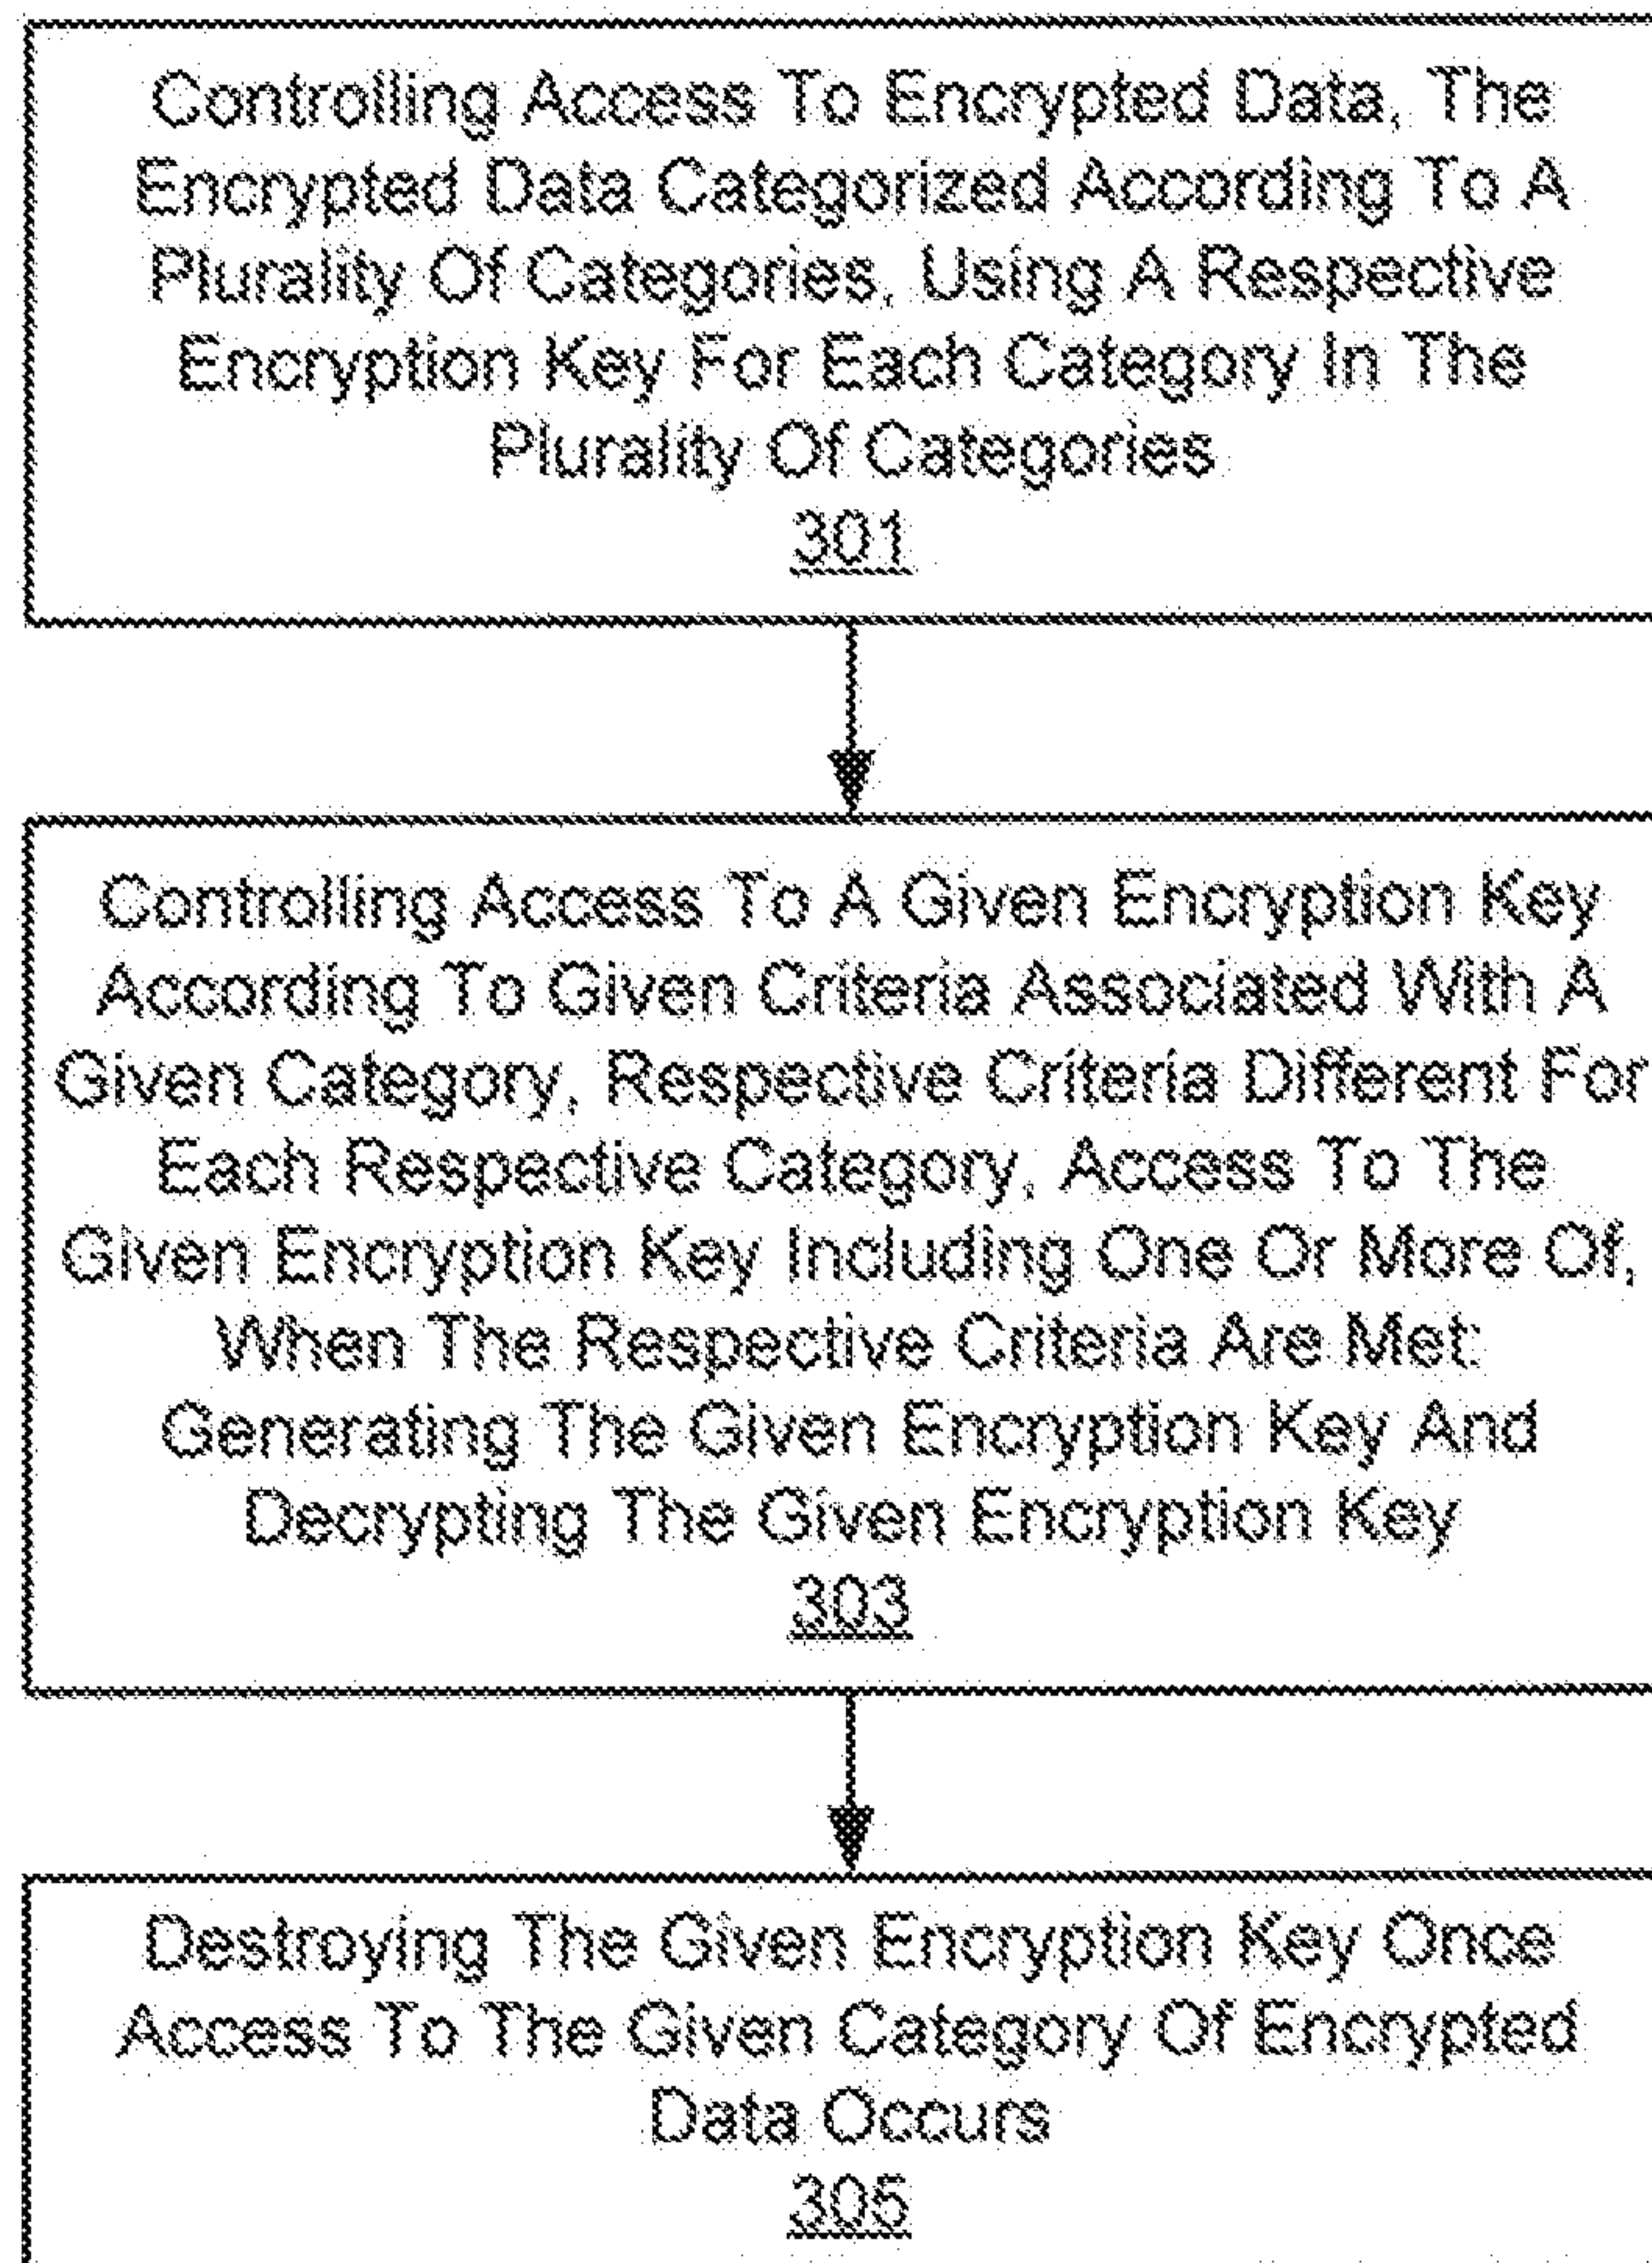 Controlling Access To Encrypted Data, The
Encrypted Data Categorized According To A
Plurality Of Categories, Using A Respective
Encryption Key For Each Category In The
Plurality Of Categories
301
Controlling Access To A Given Encryption Key
According To Given Criteria Associated With A
Given Category, Respective Criteria Different For
Each Respective Category, Access To The
Given Encryption Key Including One Or More Of,
When The Respective Criteria Are Met:
Generating The Given Encryption Key And
Decrypting The Given Encryption Key
303
Destroying The Given Encryption Key Once
Access To The Given Category Of Encrypted
Data Occurs
305